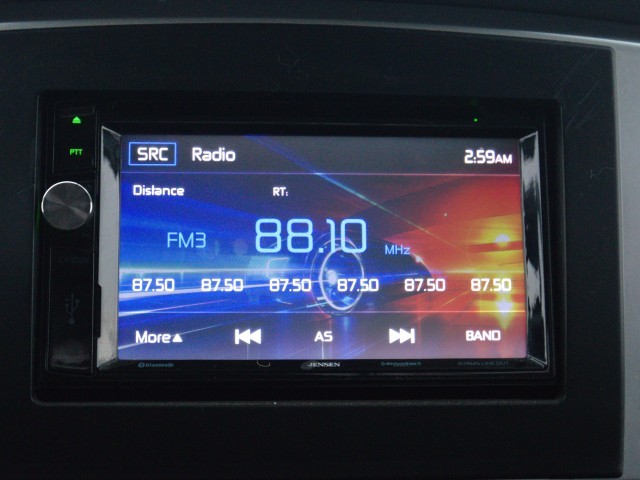 PTT
SRC Radio 2:59AM
Distance RT:
FM3 88.10 MHz
87.50 87.50 87.50 87.50 87.50 87.50
More AS BAND
JENSEN